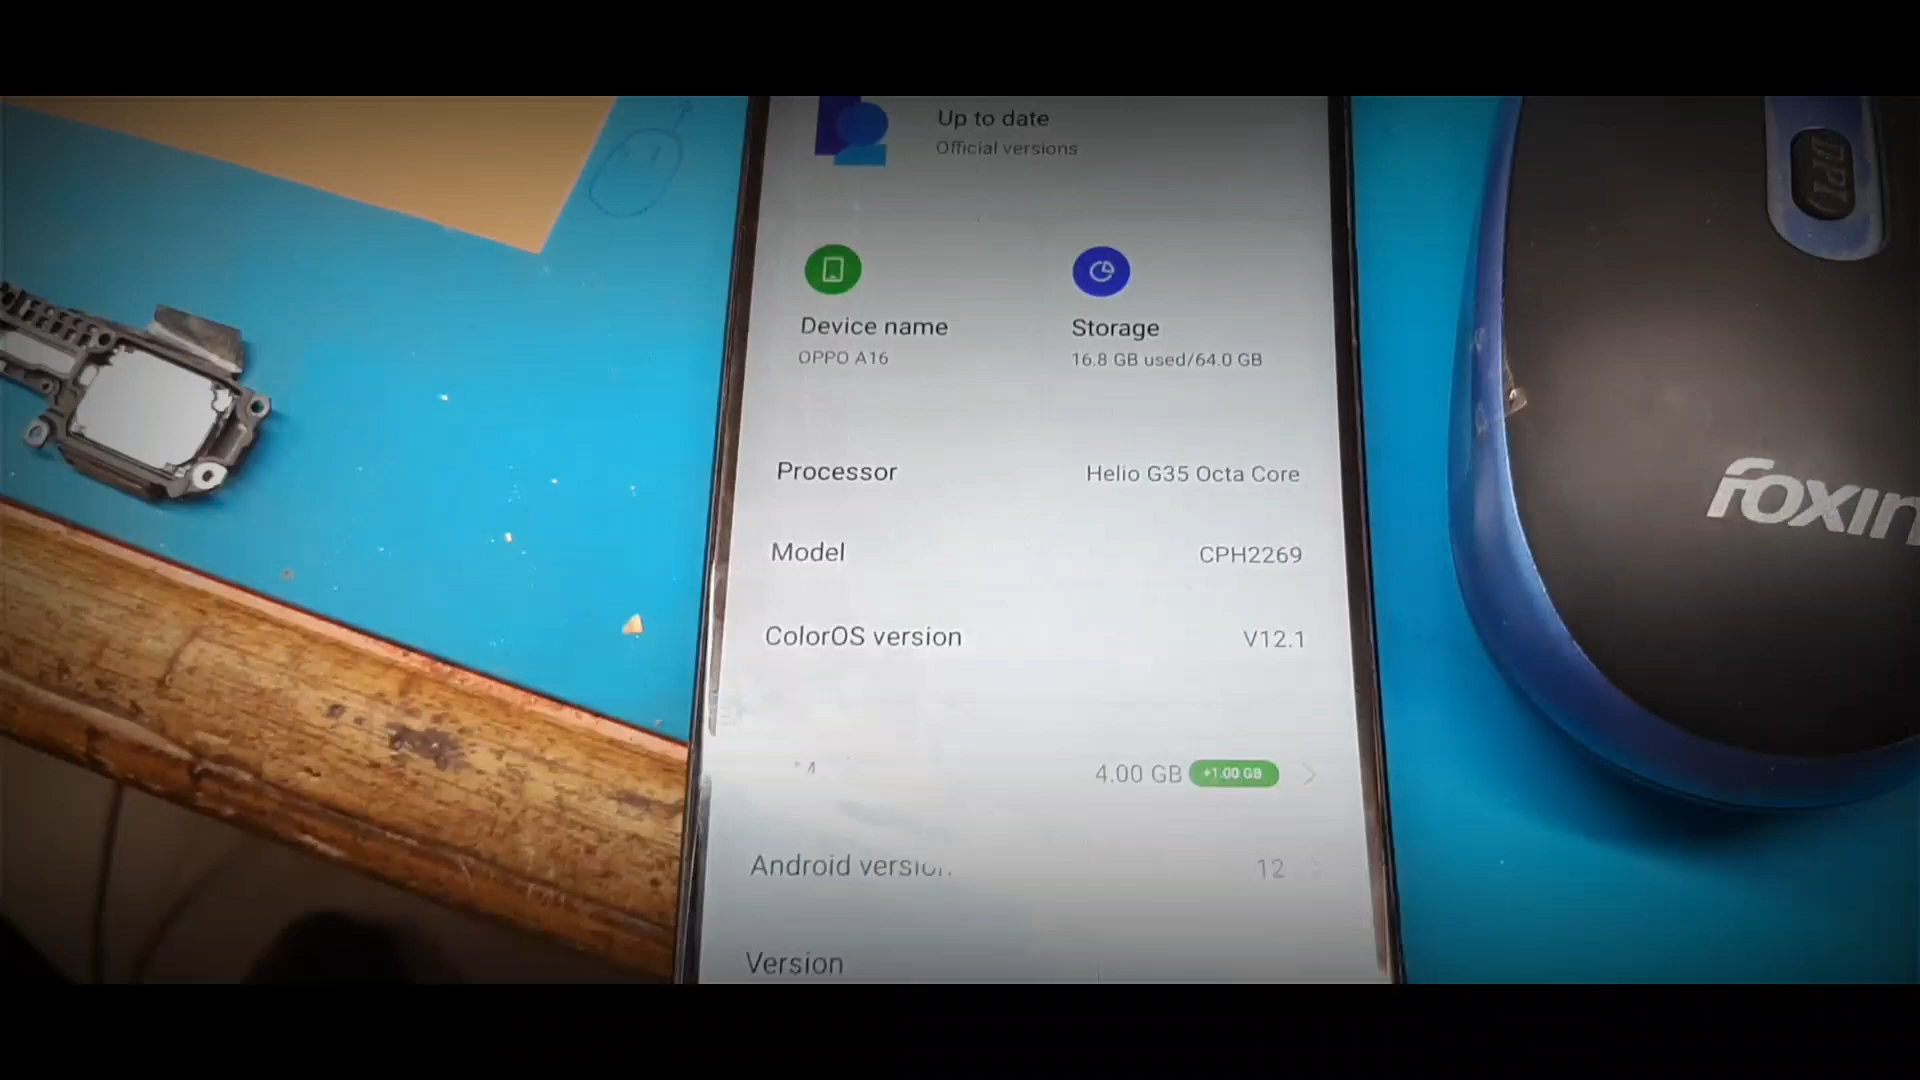 Up to date
Official versions
Device name
OPPO A16
Storage
16.8 GB used/64.0 GB
Processor
Helio G35 Octa Core
Model
CPH2269
ColorOS version
V12.1
4.00 GB
+1.00 GB
Android version
12
Version
DPI